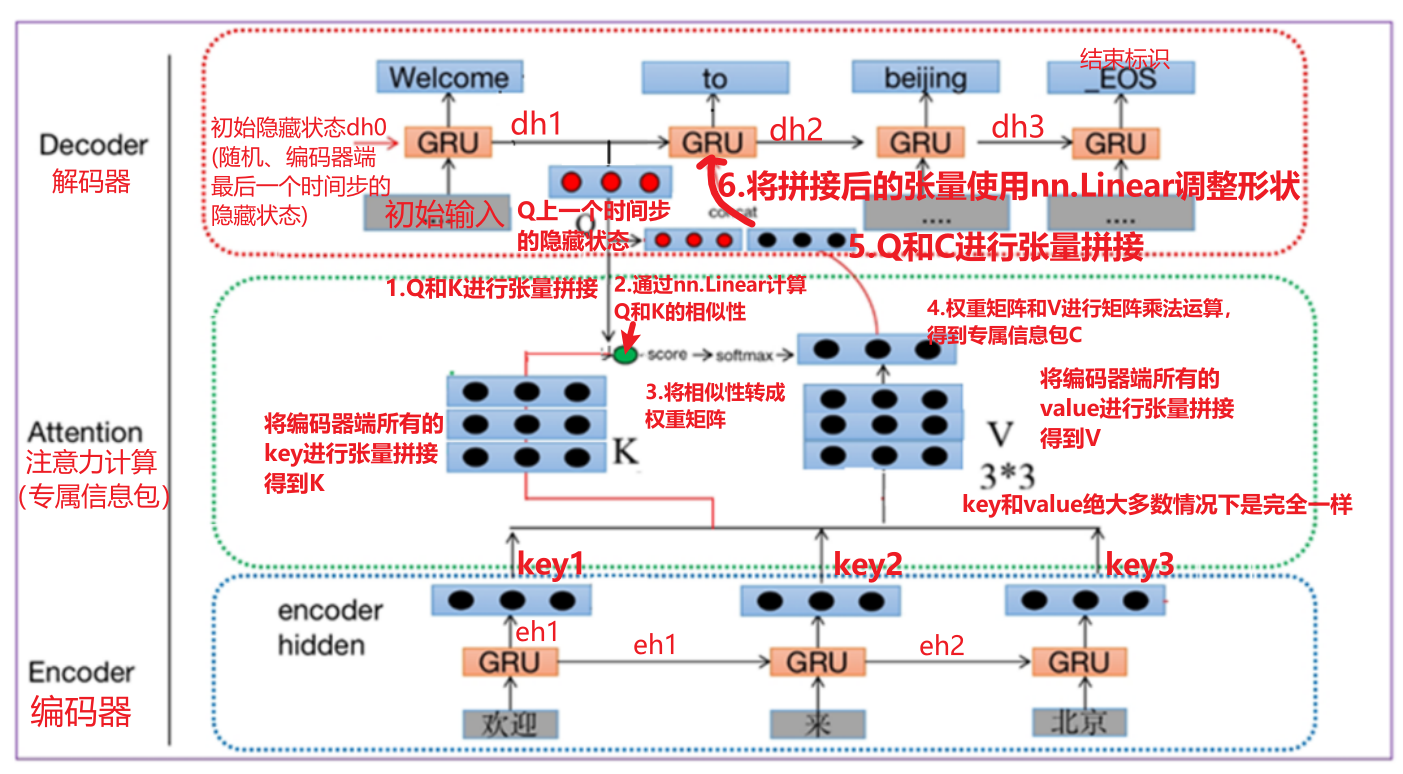 结束标识
Welcome
to
beijing
_EOS
初始隐藏状态dh0
(随机、编码器端
最后一个时间步的
隐藏状态)
dh1
dh2
dh3
GRU
GRU
GRU
GRU
Decoder
解码器
初始输入
....
....
6.将拼接后的张量使用nn.Linear调整形状
concat
Q上一个时间步
的隐藏状态
Q
5.Q和C进行张量拼接
1.Q和K进行张量拼接
2.通过nn.Linear计算
Q和K的相似性
4.权重矩阵和V进行矩阵乘法运算，
得到专属信息包C
score
softmax
3.将相似性转成
权重矩阵
将编码器端所有的
value进行张量拼接
得到V
将编码器端所有的
key进行张量拼接
得到K
K
V
3*3
Attention
注意力计算
(专属信息包)
key和value绝大多数情况下是完全一样
key1
key2
key3
encoder
hidden
eh1
eh1
eh2
GRU
GRU
GRU
Encoder
编码器
欢迎
来
北京